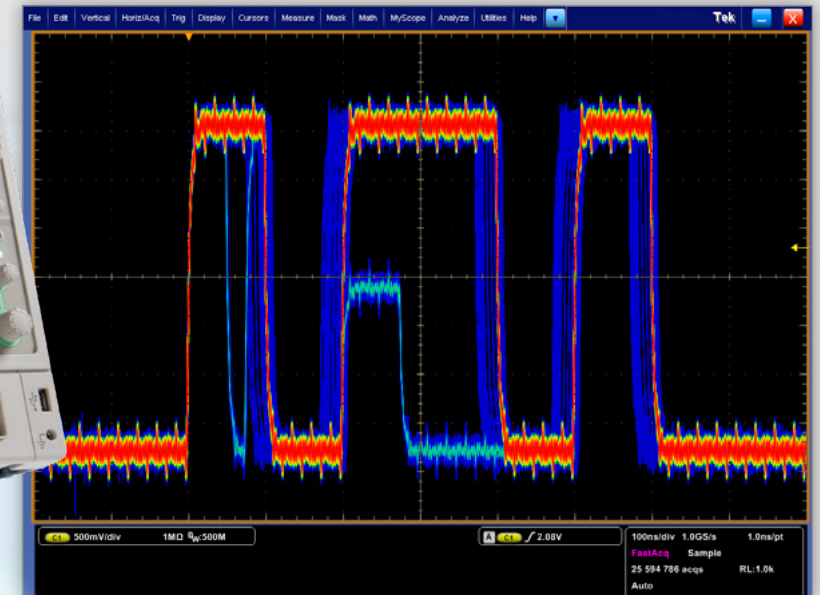 File Edit Vertical Horiz/Acq Trig Display Cursors Measure Mask Math MyScope Analyze Utilities Help Tek X
C1 500mV/div 1MΩ BW:500M
A C1 2.08V
100ns/div 1.0GS/s 1.0ns/pt
FastAcq Sample
25 594 786 acqs RL:1.0k
Auto